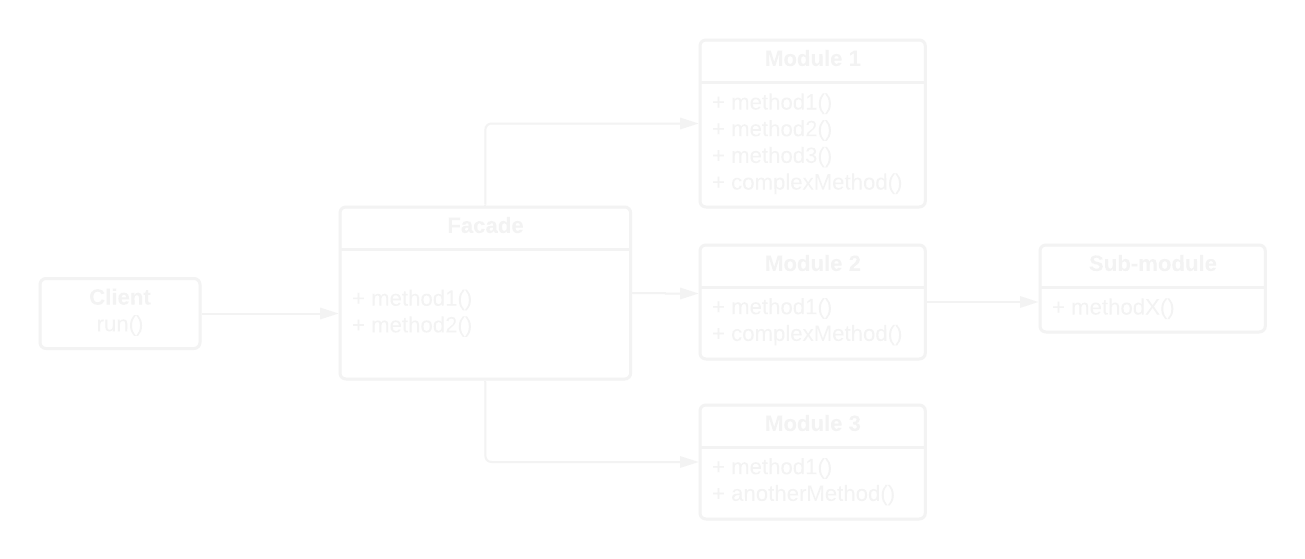 Module 1
+ method1()
+ method2()
+ method3()
+ complexMethod()
Facade
+ method1()
+ method2()
Client
run()
Module 2
+ method1()
+ complexMethod()
Sub-module
+ methodX()
Module 3
+ method1()
+ anotherMethod()